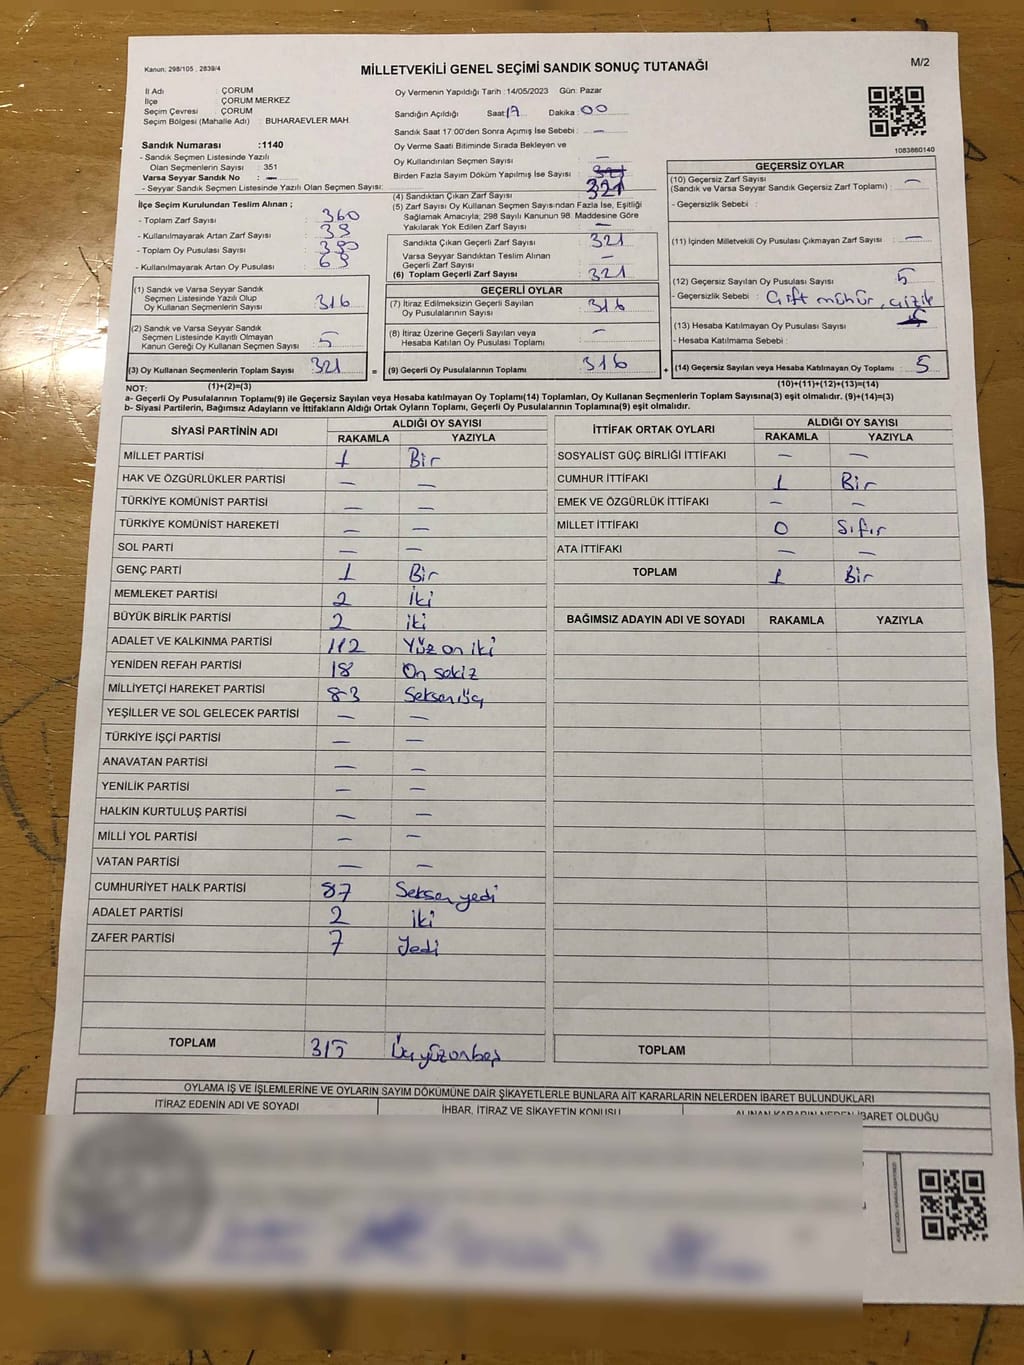 Kanun: 298/105 , 2839/4
MİLLETVEKİLİ GENEL SEÇİMİ SANDIK SONUÇ TUTANAĞI
M/2
İl Adı : ÇORUM
İlçe : ÇORUM MERKEZ
Seçim Çevresi : ÇORUM
Seçim Bölgesi (Mahalle Adı) : BUHARAEVLER MAH.
Sandık Numarası :1140
- Sandık Seçmen Listesinde Yazılı
Olan Seçmenlerin Sayısı : 351
Varsa Seyyar Sandık No : —
- Seyyar Sandık Seçmen Listesinde Yazılı Olan Seçmen Sayısı:
Oy Vermenin Yapıldığı Tarih : 14/05/2023 Gün: Pazar
Sandığın Açıldığı Saat 17 Dakika : 00
Sandık Saat 17:00'den Sonra Açımış İse Sebebi : —
Oy Verme Saati Bitiminde Sırada Bekleyen ve
Oy Kullandırılan Seçmen Sayısı : —
Birden Fazla Sayım Döküm Yapılmış İse Sayısı :
1083860140
İlçe Seçim Kurulundan Teslim Alınan ;
- Toplam Zarf Sayısı : 360
- Kullanılmayarak Artan Zarf Sayısı : 39
- Toplam Oy Pusulası Sayısı :
- Kullanılmayarak Artan Oy Pusulası :
(1) Sandık ve Varsa Seyyar Sandık
Seçmen Listesinde Yazılı Olup
Oy Kullanan Seçmenlerin Sayısı : 316
(2) Sandık ve Varsa Seyyar Sandık
Seçmen Listesinde Kayıtlı Olmayan
Kanun Gereği Oy Kullanan Seçmen Sayısı : 5
(3) Oy Kullanan Seçmenlerin Toplam Sayısı : 321 =
(1)+(2)=(3)
(4) Sandıktan Çıkan Zarf Sayısı : 321
(5) Zarf Sayısı Oy Kullanan Seçmen Sayısından Fazla İse, Eşitliği
Sağlamak Amacıyla; 298 Sayılı Kanunun 98. Maddesine Göre
Yakılarak Yok Edilen Zarf Sayısı : —
Sandıkta Çıkan Geçerli Zarf Sayısı : 321
Varsa Seyyar Sandıktan Teslim Alınan
Geçerli Zarf Sayısı : —
(6) Toplam Geçerli Zarf Sayısı : 321
GEÇERLİ OYLAR
(7) İtiraz Edilmeksizin Geçerli Sayılan
Oy Pusulalarının Sayısı : 316
(8) İtiraz Üzerine Geçerli Sayılan veya
Hesaba Katılan Oy Pusulası Toplamı : —
(9) Geçerli Oy Pusulalarının Toplamı : 316 +
GEÇERSİZ OYLAR
(10) Geçersiz Zarf Sayısı : —
(Sandık ve Varsa Seyyar Sandık Geçersiz Zarf Toplamı)
- Geçersizlik Sebebi :
(11) İçinden Milletvekili Oy Pusulası Çıkmayan Zarf Sayısı : —
(12) Geçersiz Sayılan Oy Pusulası Sayısı : 5
- Geçersizlik Sebebi : Çift mühür, çizik
(13) Hesaba Katılmayan Oy Pusulası Sayısı :
- Hesaba Katılmama Sebebi :
(14) Geçersiz Sayılan veya Hesaba Katılmayan Oy Toplamı : 5
(10)+(11)+(12)+(13)=(14)
NOT:
a- Geçerli Oy Pusulalarının Toplamı(9) ile Geçersiz Sayılan veya Hesaba katılmayan Oy Toplamı(14) Toplamları, Oy Kullanan Seçmenlerin Toplam Sayısına(3) eşit olmalıdır. (9)+(14)=(3)
b- Siyasi Partilerin, Bağımsız Adayların ve İttifakların Aldığı Ortak Oyların Toplamı, Geçerli Oy Pusulalarının Toplamına(9) eşit olmalıdır.
SİYASİ PARTİNİN ADI ALDIĞI OY SAYISI
RAKAMLA YAZIYLA
MİLLET PARTİSİ 1 Bir
HAK VE ÖZGÜRLÜKLER PARTİSİ — —
TÜRKİYE KOMÜNİST PARTİSİ — —
TÜRKİYE KOMÜNİST HAREKETİ — —
SOL PARTİ — —
GENÇ PARTİ 1 Bir
MEMLEKET PARTİSİ 2 iki
BÜYÜK BİRLİK PARTİSİ 2 iki
ADALET VE KALKINMA PARTİSİ 112 Yüz on iki
YENİDEN REFAH PARTİSİ 18 On sekiz
MİLLİYETÇİ HAREKET PARTİSİ 83 Seksen üç
YEŞİLLER VE SOL GELECEK PARTİSİ — —
TÜRKİYE İŞÇİ PARTİSİ — —
ANAVATAN PARTİSİ — —
YENİLİK PARTİSİ — —
HALKIN KURTULUŞ PARTİSİ — —
MİLLİ YOL PARTİSİ — —
VATAN PARTİSİ — —
CUMHURİYET HALK PARTİSİ 87 Seksen yedi
ADALET PARTİSİ 2 iki
ZAFER PARTİSİ 7 Yedi
TOPLAM 315 Üçyüzonbeş
İTTİFAK ORTAK OYLARI ALDIĞI OY SAYISI
RAKAMLA YAZIYLA
SOSYALIST GÜÇ BİRLİĞİ İTTİFAKI — —
CUMHUR İTTİFAKI 1 Bir
EMEK VE ÖZGÜRLÜK İTTİFAKI — —
MİLLET İTTİFAKI 0 Sıfır
ATA İTTİFAKI — —
TOPLAM 1 Bir
BAĞIMSIZ ADAYIN ADI VE SOYADI RAKAMLA YAZIYLA
TOPLAM
OYLAMA İŞ VE İŞLEMLERİNE VE OYLARIN SAYIM DÖKÜMÜNE DAİR ŞİKAYETLERLE BUNLARA AİT KARARLARIN NELERDEN İBARET BULUNDUKLARI
İTİRAZ EDENİN ADI VE SOYADI İHBAR, İTİRAZ VE ŞİKAYETİN KONUSU ALINAN KARARIN NEDEN İBARET OLDUĞU